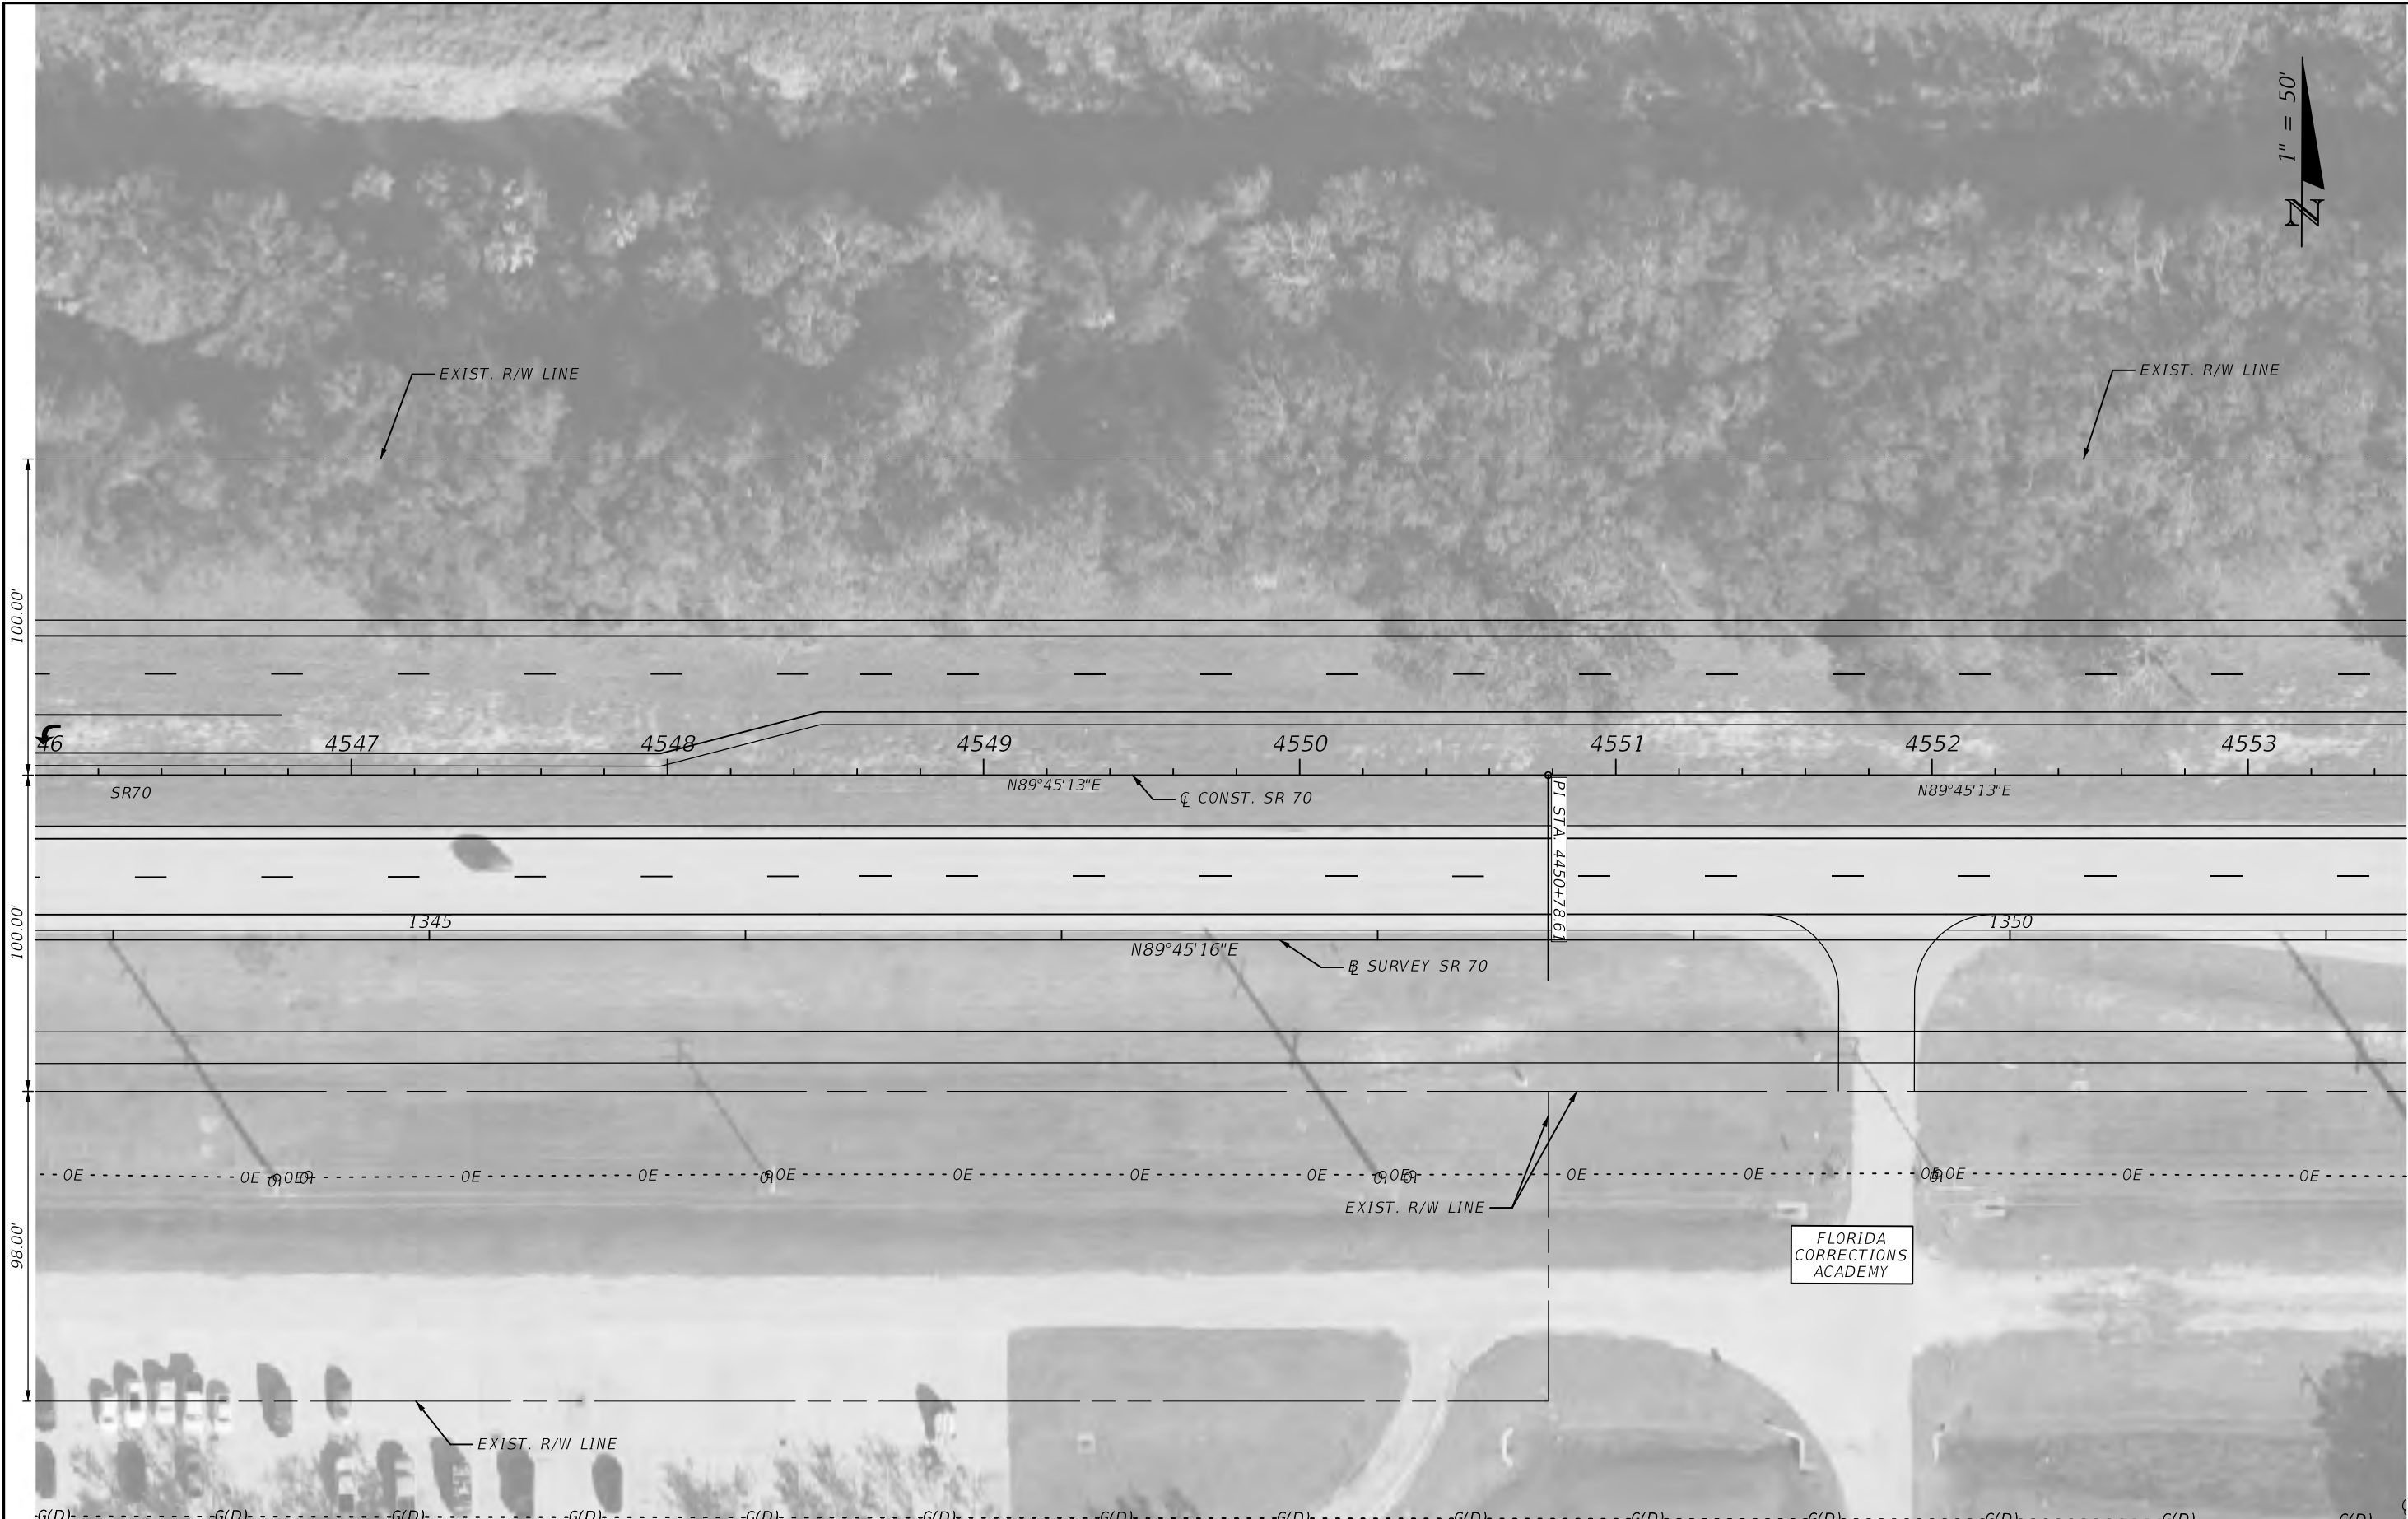 1" = 50'
N
EXIST. R/W LINE
EXIST. R/W LINE
100.00'
46 4547 4548 4549 4550 4551 4552 4553
SR70
N89°45'13"E
℄ CONST. SR 70
N89°45'13"E
PI STA. 4450+78.61
100.00'
1345
1350
N89°45'16"E
B̲L SURVEY SR 70
OE OE OE OE OE OE OE OE OE OE OE OE OE OE OE OE
EXIST. R/W LINE
98.00'
FLORIDA
CORRECTIONS
ACADEMY
EXIST. R/W LINE
G(D) G(D) G(D) G(D) G(D) G(D) G(D) G(D) G(D) G(D) G(D) G(D) G(D) G(D)